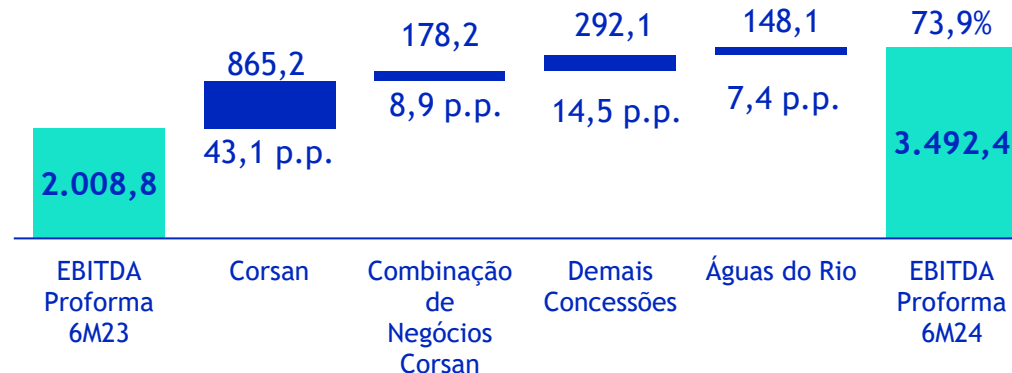 865,2
178,2
292,1
148,1
73,9%
43,1 p.p.
8,9 p.p.
14,5 p.p.
7,4 p.p.
2.008,8
3.492,4
EBITDA
Proforma
6M23
Corsan
Combinação
de
Negócios
Corsan
Demais
Concessões
Águas do Rio
EBITDA
Proforma
6M24